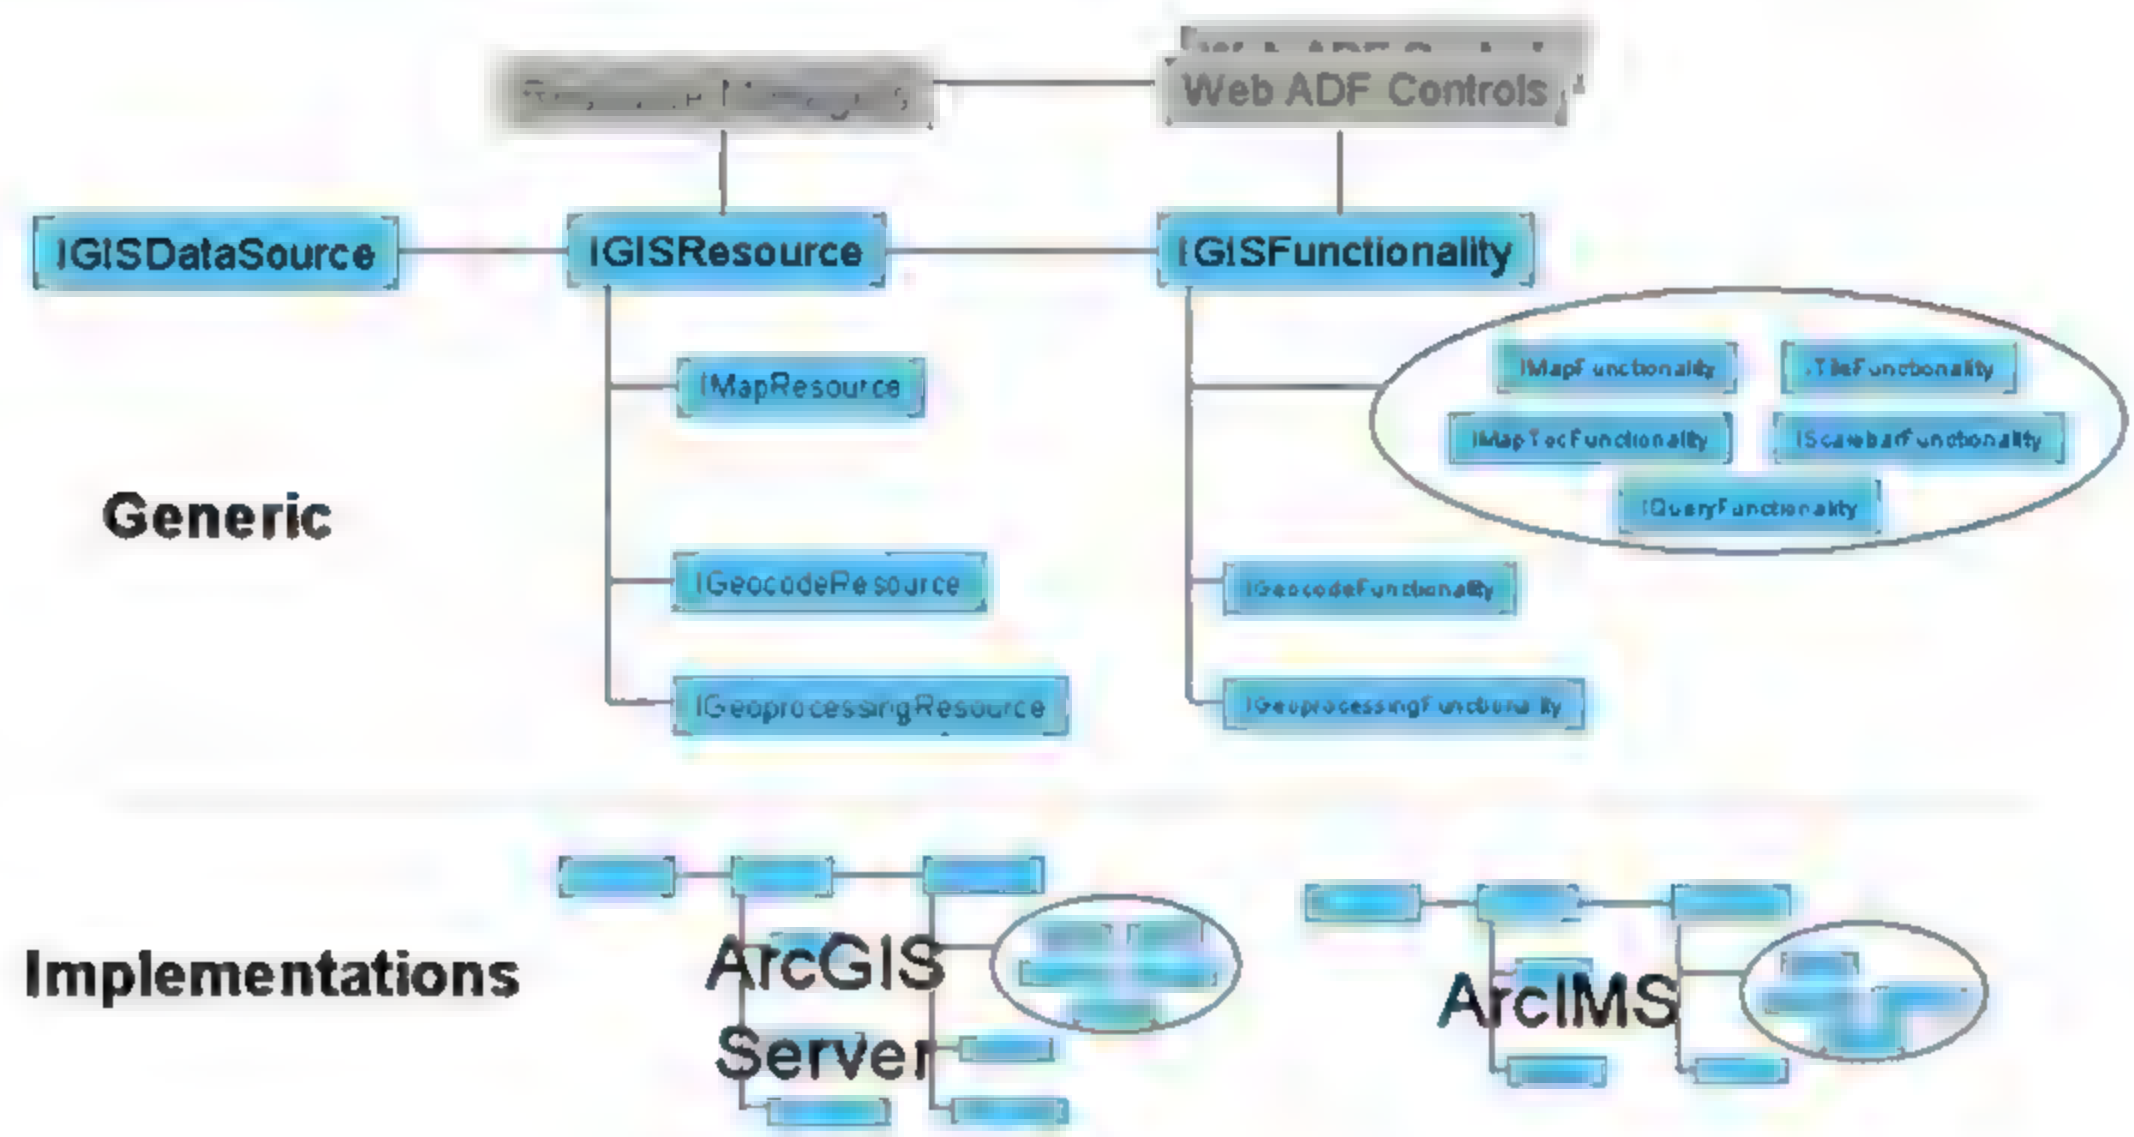 Web ADF Controls
IGISDataSource
IGISResource
IGISFunctionality
IMapResource
IMapFunctionality
ITileFunctionality
IMapTocFunctionality
IScalebarFunctionality
IQueryFunctionality
Generic
IGeocodeResource
IGeocodeFunctionality
IGeoprocessingResource
IGeoprocessingFunctionality
Implementations
ArcGIS
Server
ArcIMS